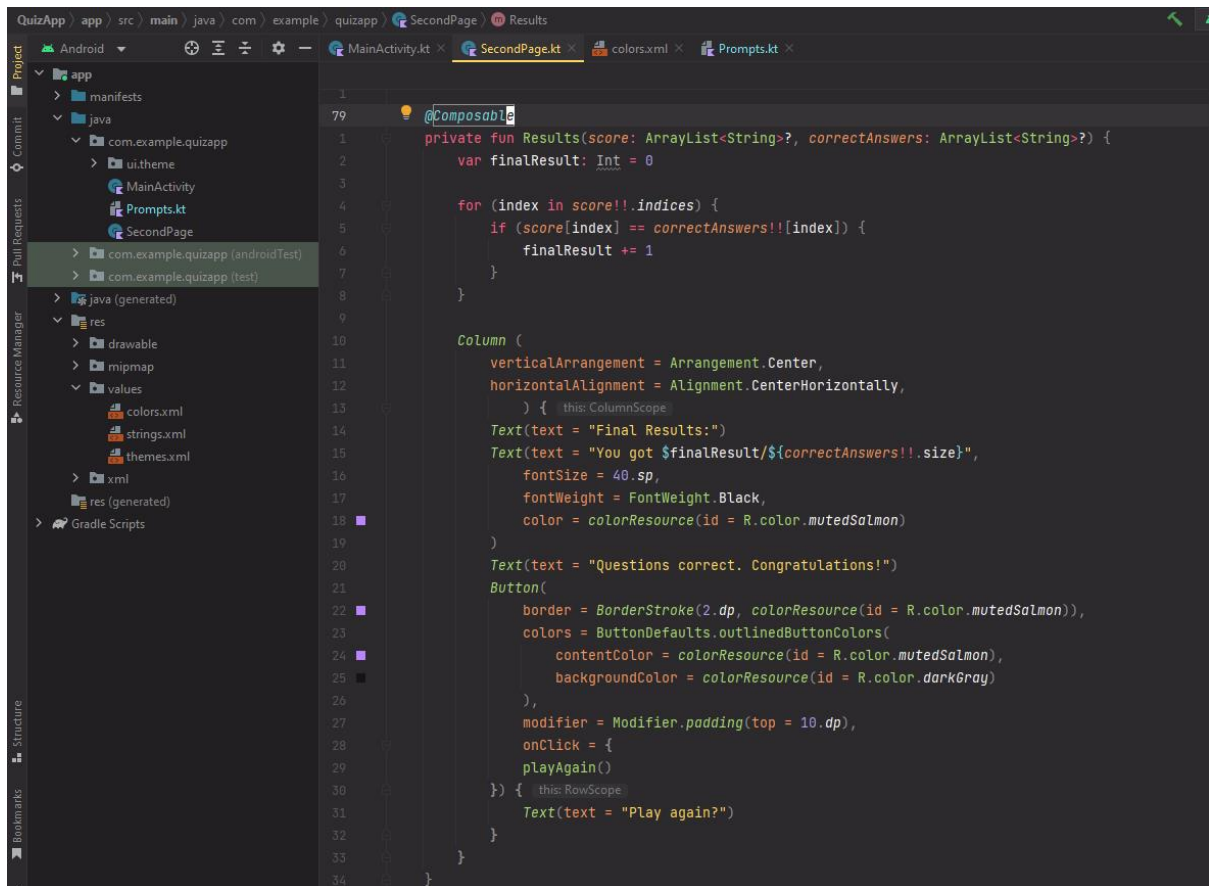 QuizApp › app › src › main › java › com › example › quizapp › SecondPage › Results
Android
MainActivity.kt
SecondPage.kt
colors.xml
Prompts.kt
Project
Commit
Pull Requests
Resource Manager
Structure
Bookmarks
app
manifests
java
com.example.quizapp
ui.theme
MainActivity
Prompts.kt
SecondPage
com.example.quizapp (androidTest)
com.example.quizapp (test)
java (generated)
res
drawable
mipmap
values
colors.xml
strings.xml
themes.xml
xml
res (generated)
Gradle Scripts
1
79 @Composable
1 private fun Results(score: ArrayList<String>?, correctAnswers: ArrayList<String>?) {
2 var finalResult: Int = 0
3
4 for (index in score!!.indices) {
5 if (score[index] == correctAnswers!![index]) {
6 finalResult += 1
7 }
8 }
9
10 Column (
11 verticalArrangement = Arrangement.Center,
12 horizontalAlignment = Alignment.CenterHorizontally,
13 ) { this: ColumnScope
14 Text(text = "Final Results:")
15 Text(text = "You got $finalResult/${correctAnswers!!.size}",
16 fontSize = 40.sp,
17 fontWeight = FontWeight.Black,
18 color = colorResource(id = R.color.mutedSalmon)
19 )
20 Text(text = "Questions correct. Congratulations!")
21 Button(
22 border = BorderStroke(2.dp, colorResource(id = R.color.mutedSalmon)),
23 colors = ButtonDefaults.outlinedButtonColors(
24 contentColor = colorResource(id = R.color.mutedSalmon),
25 backgroundColor = colorResource(id = R.color.darkGray)
26 ),
27 modifier = Modifier.padding(top = 10.dp),
28 onClick = {
29 playAgain()
30 }) { this: RowScope
31 Text(text = "Play again?")
32 }
33 }
34 }